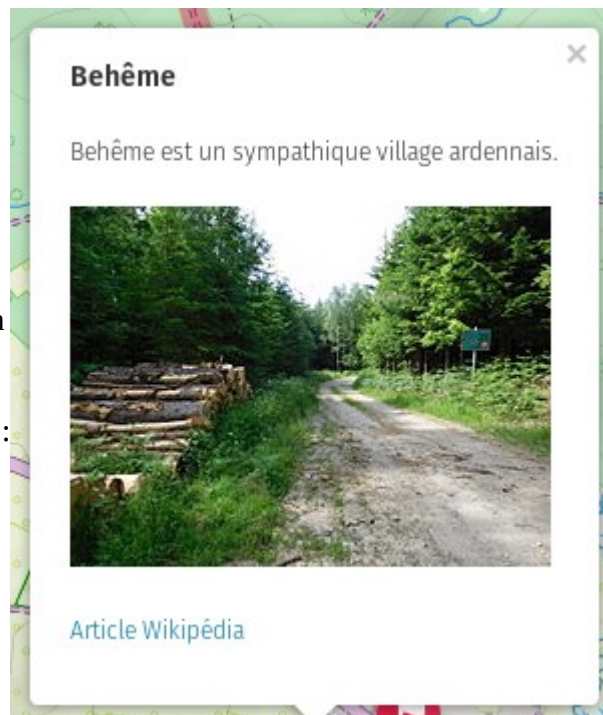 ×
Behême
Behême est un sympathique village ardennais.
Article Wikipédia
: